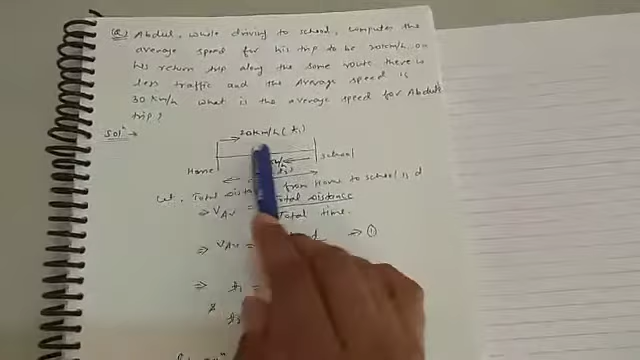 Q) Abdul, while driving to school, computes the
average speed for his trip to be 20km/h. on
his return trip along the same route there is
less traffic and the Average speed is
30 km/h what is the average speed for Abdul's
trip?
Solⁿ →
20km/h (t₁)
Home
School
Let. Total from Home to school is d
⇒ VAv = Total Distance
Total time.
⇒ VAv = d → ①
⇒ t₁ =
&
t₂